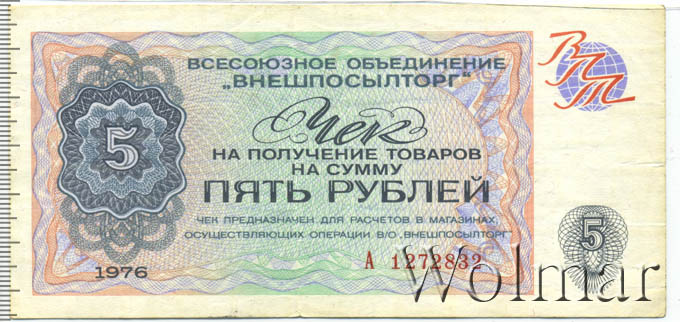 ВСЕСОЮЗНОЕ ОБЪЕДИНЕНИЕ
„ВНЕШПОСЫЛТОРГ"
ВПТ
Чек
5
НА ПОЛУЧЕНИЕ ТОВАРОВ
НА СУММУ
ПЯТЬ РУБЛЕЙ
ЧЕК ПРЕДНАЗНАЧЕН ДЛЯ РАСЧЕТОВ В МАГАЗИНАХ,
ОСУЩЕСТВЛЯЮЩИХ ОПЕРАЦИИ В/О „ВНЕШПОСЫЛТОРГ"
5
1976
А 1272832
Wolmar